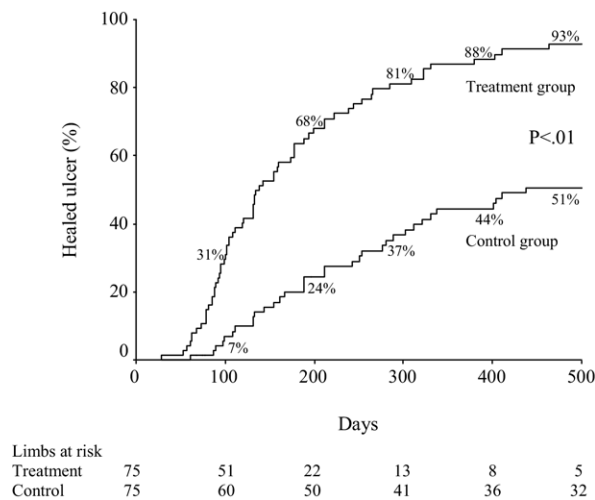 100
93%
88%
81%
80
Treatment group
68%
P<.01
60
Healed ulcer (%)
51%
44%
40
Control group
37%
31%
24%
20
7%
0
0 100 200 300 400 500
Days
Limbs at risk
Treatment 75 51 22 13 8 5
Control 75 60 50 41 36 32